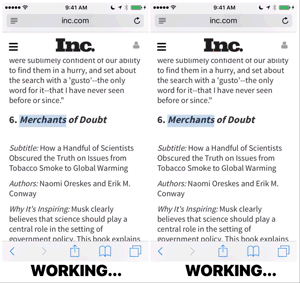 9:41 AM
inc.com
Inc.
were sublimely confident of our ability
to find them in a hurry, and set about
the search with a 'gusto'--the only
word for it--that I have never seen
before or since."
6. Merchants of Doubt
Subtitle: How a Handful of Scientists
Obscured the Truth on Issues from
Tobacco Smoke to Global Warming
Authors: Naomi Oreskes and Erik M.
Conway
Why It's Inspiring: Musk clearly
believes that science should play a
central role in the setting of
government policy. This book explains
WORKING...
9:41 AM
inc.com
Inc.
were sublimely confident of our ability
to find them in a hurry, and set about
the search with a 'gusto'--the only
word for it--that I have never seen
before or since."
6. Merchants of Doubt
Subtitle: How a Handful of Scientists
Obscured the Truth on Issues from
Tobacco Smoke to Global Warming
Authors: Naomi Oreskes and Erik M.
Conway
Why It's Inspiring: Musk clearly
believes that science should play a
central role in the setting of
government policy. This book explains
WORKING...